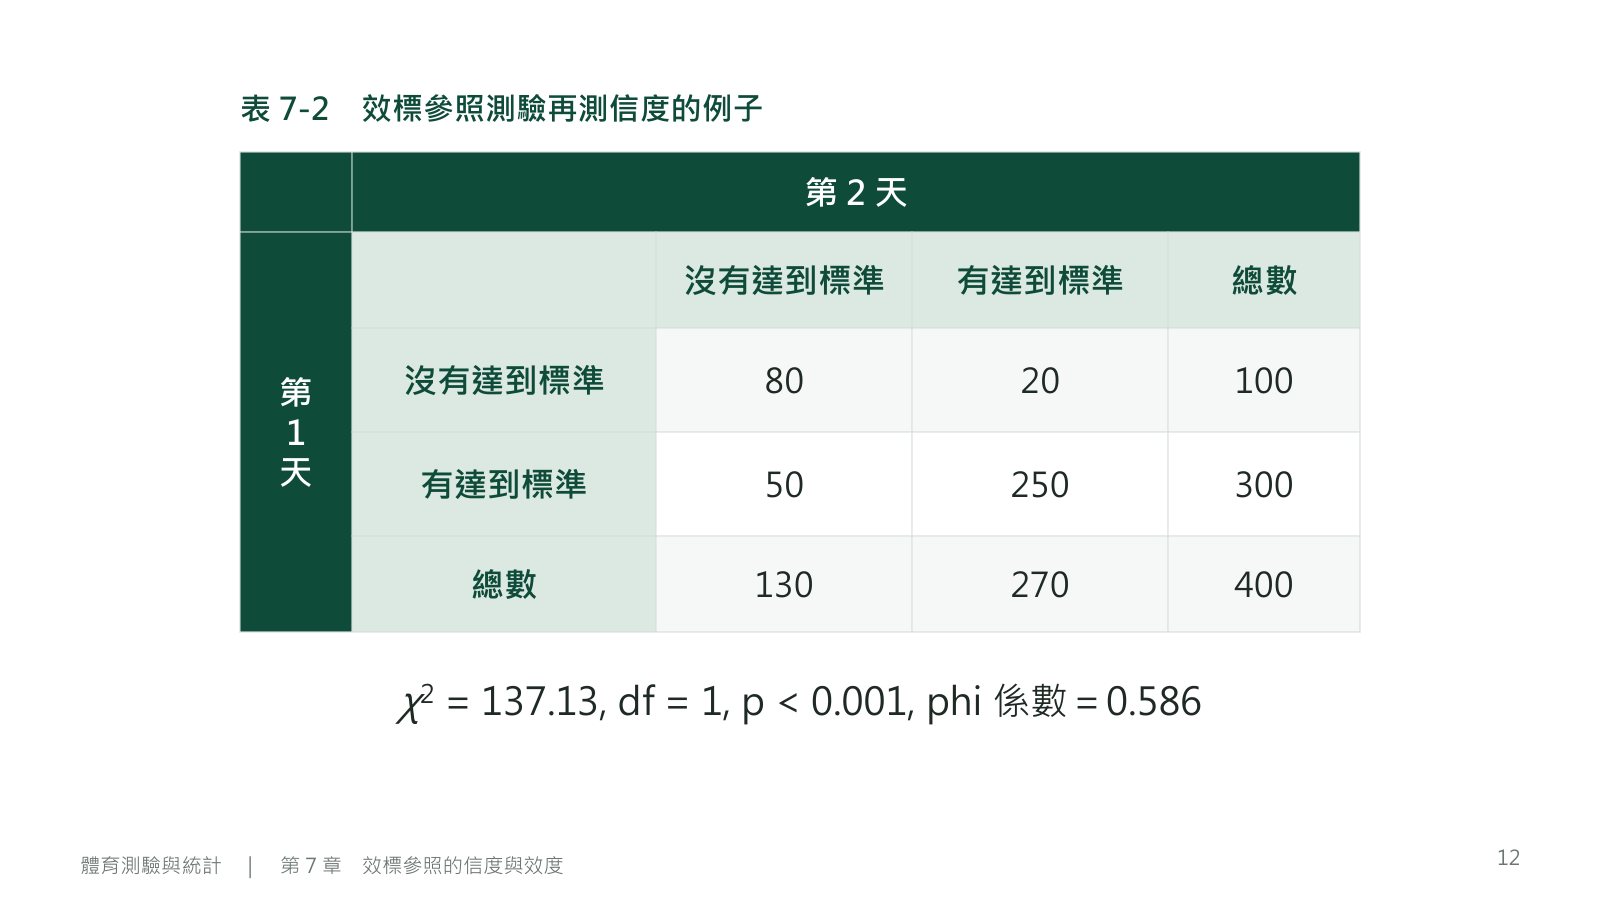 表 7-2　效標參照測驗再測信度的例子
第 2 天
沒有達到標準 有達到標準 總數
第
1
天
沒有達到標準 80 20 100
有達到標準 50 250 300
總數 130 270 400
χ² = 137.13, df = 1, p < 0.001, phi 係數 = 0.586
體育測驗與統計　|　第 7 章　效標參照的信度與效度
12